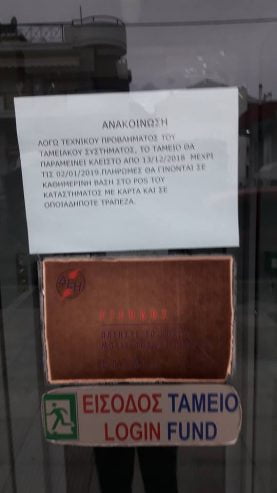 ΑΝΑΚΟΙΝΩΣΗ
ΛΟΓΩ ΤΕΧΝΙΚΟΥ ΠΡΟΒΛΗΜΑΤΟΣ ΤΟΥ
ΤΑΜΕΙΑΚΟΥ ΣΥΣΤΗΜΑΤΟΣ, ΤΟ ΤΑΜΕΙΟ ΘΑ
ΠΑΡΑΜΕΙΝΕΙ ΚΛΕΙΣΤΟ ΑΠΟ 13/12/2018 ΜΕΧΡΙ
ΤΙΣ 02/01/2019.ΠΛΗΡΩΜΕΣ ΘΑ ΓΙΝΟΝΤΑΙ ΣΕ
ΚΑΘΗΜΕΡΙΝΗ ΒΑΣΗ ΣΤΟ POS ΤΟΥ
ΚΑΤΑΣΤΗΜΑΤΟΣ ΜΕ ΚΑΡΤΑ ΚΑΙ ΣΕ
ΟΠΟΙΑΔΗΠΟΤΕ ΤΡΑΠΕΖΑ.
ΔΕΗ
ΕΙΣΟΔΟΣ ΤΑΜΕΙΟ
LOGIN FUND